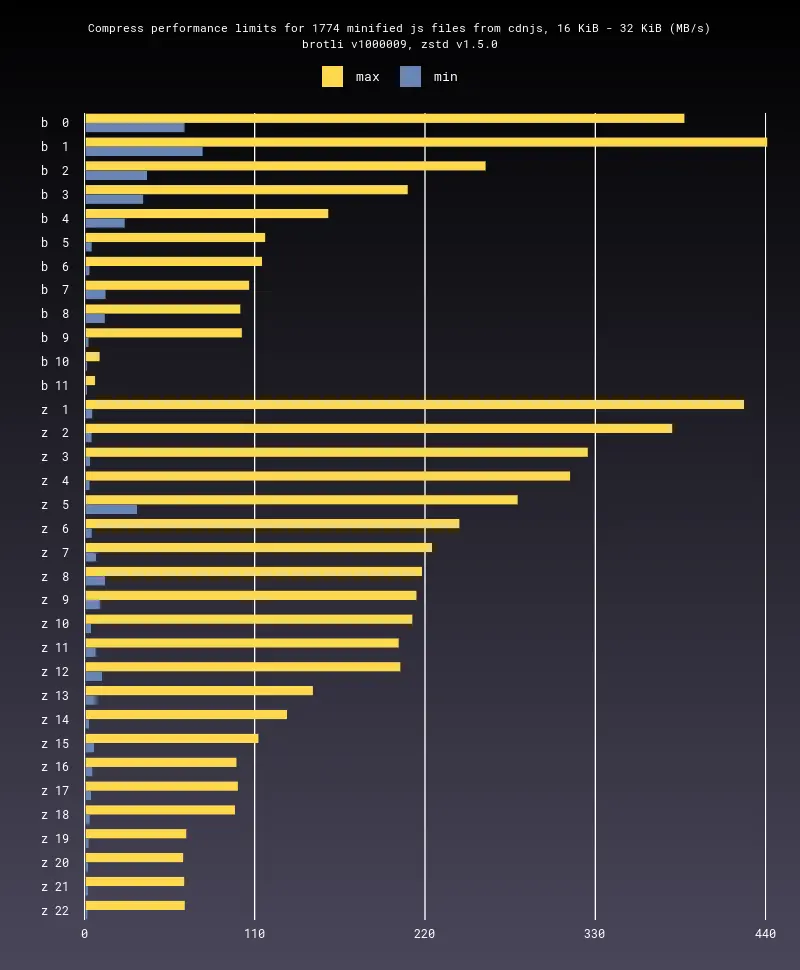 Compress performance limits for 1774 minified js files from cdnjs, 16 KiB - 32 KiB (MB/s)
brotli v1000009, zstd v1.5.0
max min
b 0
b 1
b 2
b 3
b 4
b 5
b 6
b 7
b 8
b 9
b 10
b 11
z 1
z 2
z 3
z 4
z 5
z 6
z 7
z 8
z 9
z 10
z 11
z 12
z 13
z 14
z 15
z 16
z 17
z 18
z 19
z 20
z 21
z 22
0 110 220 330 440